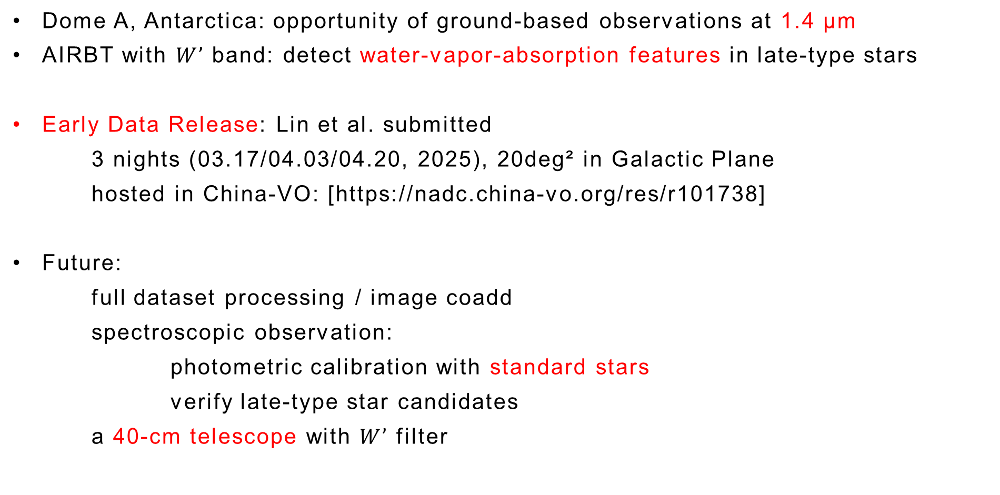 • Dome A, Antarctica: opportunity of ground-based observations at 1.4 μm
• AIRBT with W’ band: detect water-vapor-absorption features in late-type stars
• Early Data Release: Lin et al. submitted
3 nights (03.17/04.03/04.20, 2025), 20deg² in Galactic Plane
hosted in China-VO: [https://nadc.china-vo.org/res/r101738]
• Future:
full dataset processing / image coadd
spectroscopic observation:
photometric calibration with standard stars
verify late-type star candidates
a 40-cm telescope with W’ filter